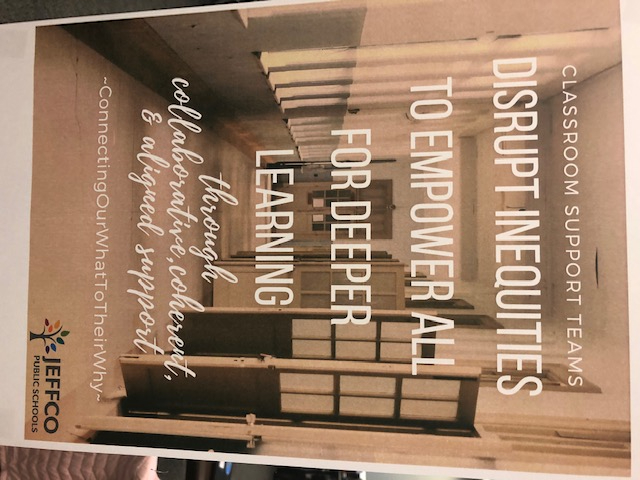 CLASSROOM SUPPORT TEAMS
DISRUPT INEQUITIES
TO EMPOWER ALL
FOR DEEPER
LEARNING
through
collaborative, coherent,
& aligned support
~ConnectingOurWhatToTheirWhy~
JEFFCO
PUBLIC SCHOOLS